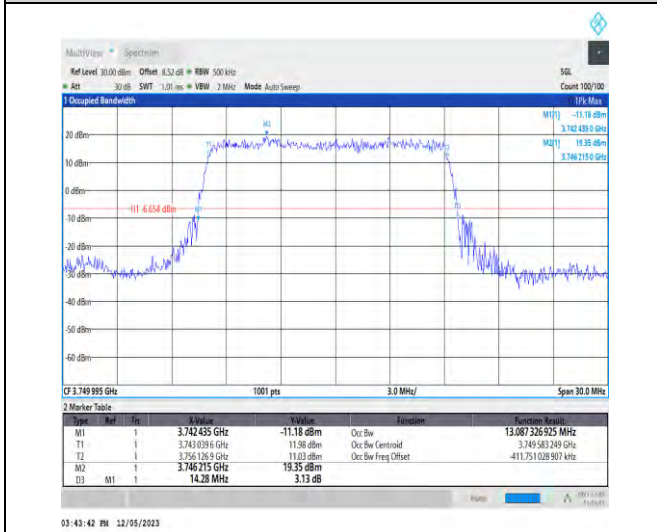 MultiView Spectrum
Ref Level 30.00 dBm Offset 8.52 dB RBW 500 kHz SGL
Att 30 dB SWT 1.01 ms VBW 2 MHz Mode Auto Sweep Count 100/100
1 Occupied Bandwidth 1Pk Max
M1[1] -11.18 dBm
3.742 435 0 GHz
M2[1] 19.35 dBm
3.746 215 0 GHz
M2
20 dBm
T1
10 dBm
0 dBm
H1 -6.654 dBm
M1
-10 dBm
-20 dBm
-40 dBm
-50 dBm
-60 dBm
CF 3.749 995 GHz 1001 pts 3.0 MHz/ Span 30.0 MHz
2 Marker Table
Type Ref Trc X-Value Y-Value Function Function Result
M1 1 3.742 435 GHz -11.18 dBm Occ Bw 13.087 326 925 MHz
T1 1 3.743 039 6 GHz 11.98 dBm Occ Bw Centroid 3.749 583 249 GHz
T2 1 3.756 126 9 GHz 11.03 dBm Occ Bw Freq Offset -411.751 028 907 kHz
M2 1 3.746 215 GHz 19.35 dBm
D3 M1 1 14.28 MHz 3.13 dB
03:43:42 PM 12/05/2023